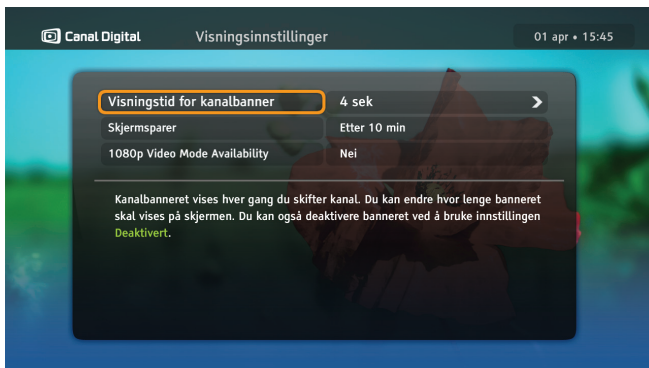 Canal Digital Visningsinnstillinger 01 apr • 15:45
Visningstid for kanalbanner 4 sek
Skjermsparer Etter 10 min
1080p Video Mode Availability Nei
Kanalbanneret vises hver gang du skifter kanal. Du kan endre hvor lenge banneret
skal vises på skjermen. Du kan også deaktivere banneret ved å bruke innstillingen
Deaktivert.